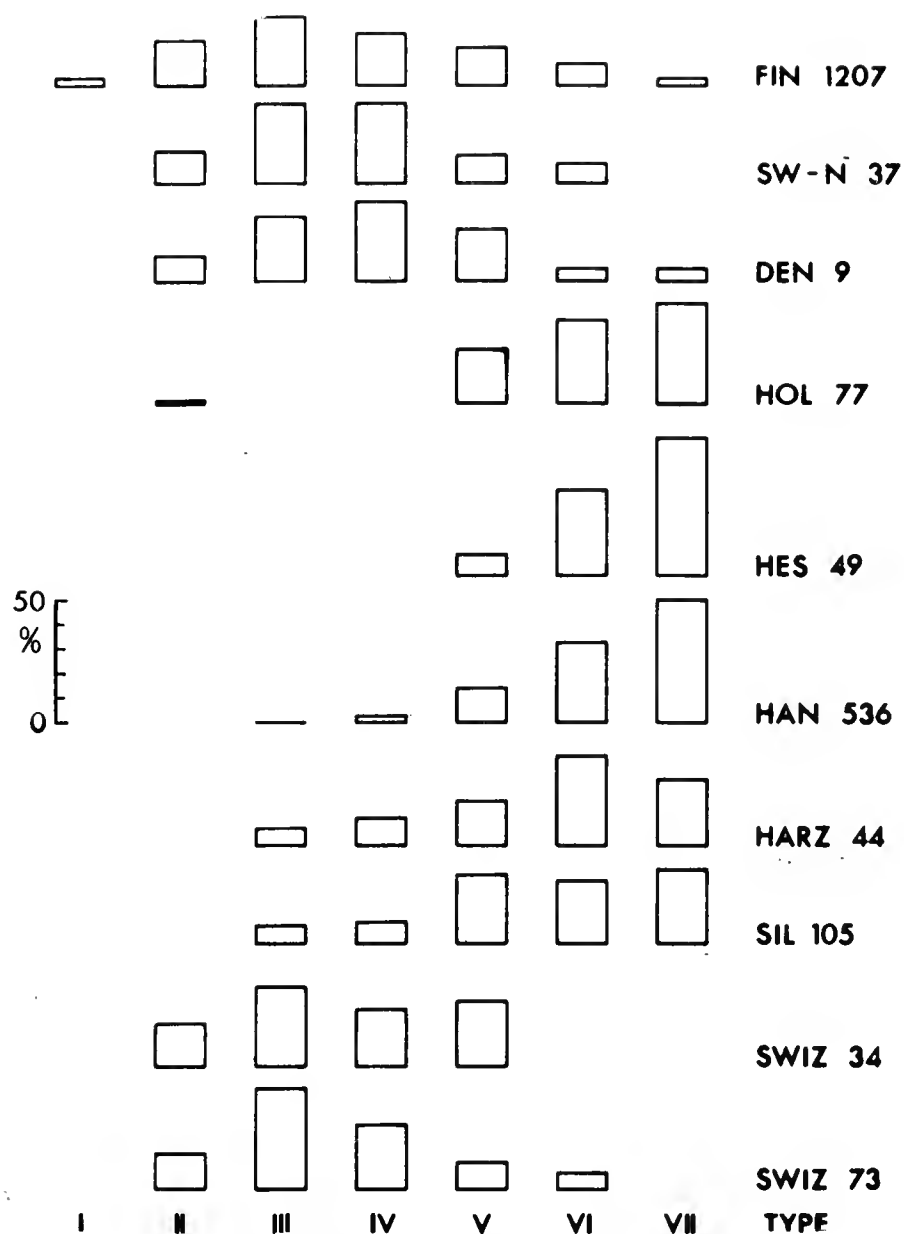 FIN 1207
SW-N 37
DEN 9
HOL 77
HES 49
50
%
0
HAN 536
HARZ 44
SIL 105
SWIZ 34
SWIZ 73
I II III IV V VI VII TYPE